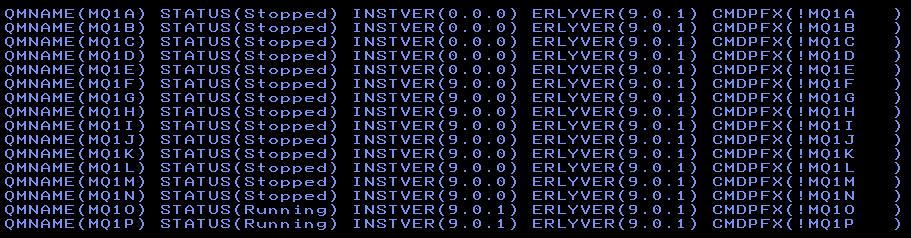 QMNAME(MQ1A) STATUS(Stopped) INSTVER(0.0.0) ERLYVER(9.0.1) CMDPFX(!MQ1A   )
QMNAME(MQ1B) STATUS(Stopped) INSTVER(0.0.0) ERLYVER(9.0.1) CMDPFX(!MQ1B   )
QMNAME(MQ1C) STATUS(Stopped) INSTVER(0.0.0) ERLYVER(9.0.1) CMDPFX(!MQ1C   )
QMNAME(MQ1D) STATUS(Stopped) INSTVER(0.0.0) ERLYVER(9.0.1) CMDPFX(!MQ1D   )
QMNAME(MQ1E) STATUS(Stopped) INSTVER(0.0.0) ERLYVER(9.0.1) CMDPFX(!MQ1E   )
QMNAME(MQ1F) STATUS(Stopped) INSTVER(9.0.0) ERLYVER(9.0.1) CMDPFX(!MQ1F   )
QMNAME(MQ1G) STATUS(Stopped) INSTVER(9.0.0) ERLYVER(9.0.1) CMDPFX(!MQ1G   )
QMNAME(MQ1H) STATUS(Stopped) INSTVER(9.0.0) ERLYVER(9.0.1) CMDPFX(!MQ1H   )
QMNAME(MQ1I) STATUS(Stopped) INSTVER(9.0.0) ERLYVER(9.0.1) CMDPFX(!MQ1I   )
QMNAME(MQ1J) STATUS(Stopped) INSTVER(9.0.0) ERLYVER(9.0.1) CMDPFX(!MQ1J   )
QMNAME(MQ1K) STATUS(Stopped) INSTVER(9.0.0) ERLYVER(9.0.1) CMDPFX(!MQ1K   )
QMNAME(MQ1L) STATUS(Stopped) INSTVER(9.0.0) ERLYVER(9.0.1) CMDPFX(!MQ1L   )
QMNAME(MQ1M) STATUS(Stopped) INSTVER(9.0.0) ERLYVER(9.0.1) CMDPFX(!MQ1M   )
QMNAME(MQ1N) STATUS(Stopped) INSTVER(9.0.0) ERLYVER(9.0.1) CMDPFX(!MQ1N   )
QMNAME(MQ1O) STATUS(Running) INSTVER(9.0.1) ERLYVER(9.0.1) CMDPFX(!MQ1O   )
QMNAME(MQ1P) STATUS(Running) INSTVER(9.0.1) ERLYVER(9.0.1) CMDPFX(!MQ1P   )